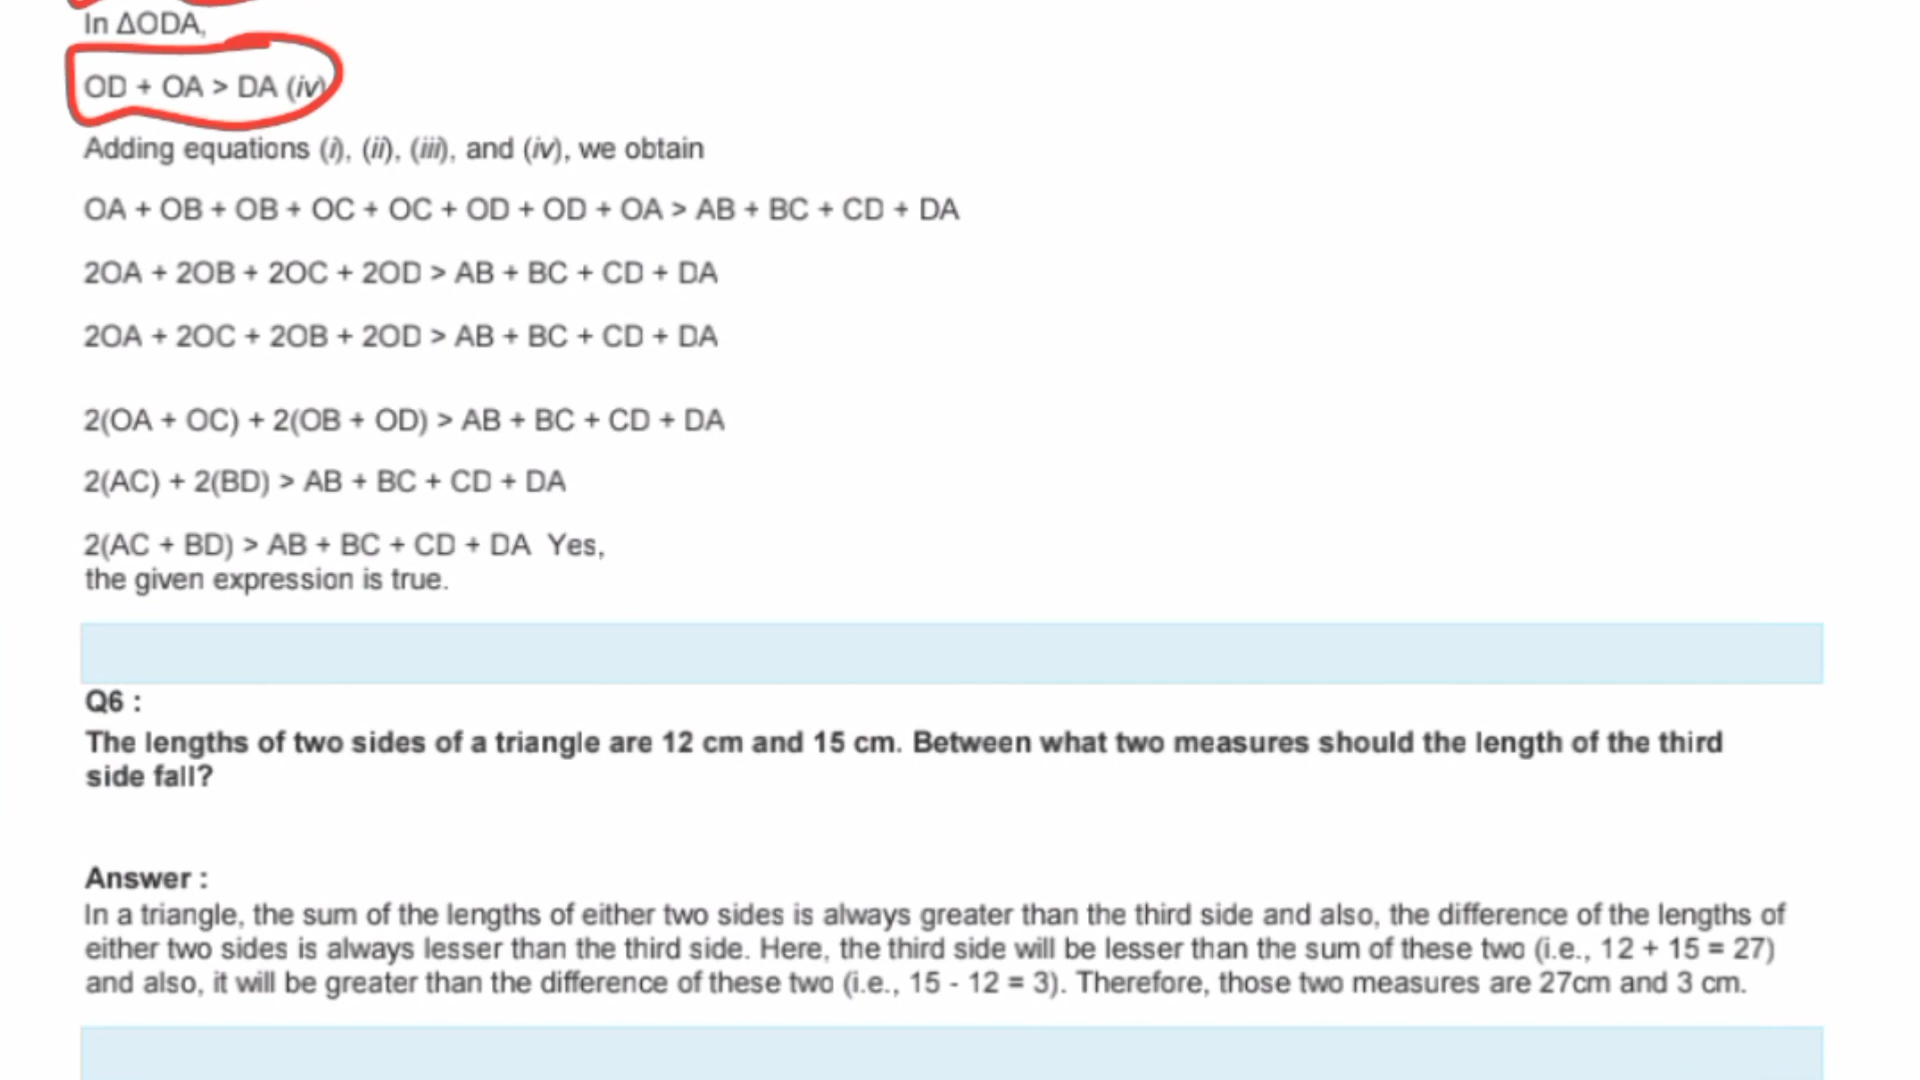 In ΔODA,
OD + OA > DA (iv)
Adding equations (i), (ii), (iii), and (iv), we obtain
OA + OB + OB + OC + OC + OD + OD + OA > AB + BC + CD + DA
2OA + 2OB + 2OC + 2OD > AB + BC + CD + DA
2OA + 2OC + 2OB + 2OD > AB + BC + CD + DA
2(OA + OC) + 2(OB + OD) > AB + BC + CD + DA
2(AC) + 2(BD) > AB + BC + CD + DA
2(AC + BD) > AB + BC + CD + DA Yes,
the given expression is true.
Q6 :
The lengths of two sides of a triangle are 12 cm and 15 cm. Between what two measures should the length of the third
side fall?
Answer :
In a triangle, the sum of the lengths of either two sides is always greater than the third side and also, the difference of the lengths of
either two sides is always lesser than the third side. Here, the third side will be lesser than the sum of these two (i.e., 12 + 15 = 27)
and also, it will be greater than the difference of these two (i.e., 15 - 12 = 3). Therefore, those two measures are 27cm and 3 cm.